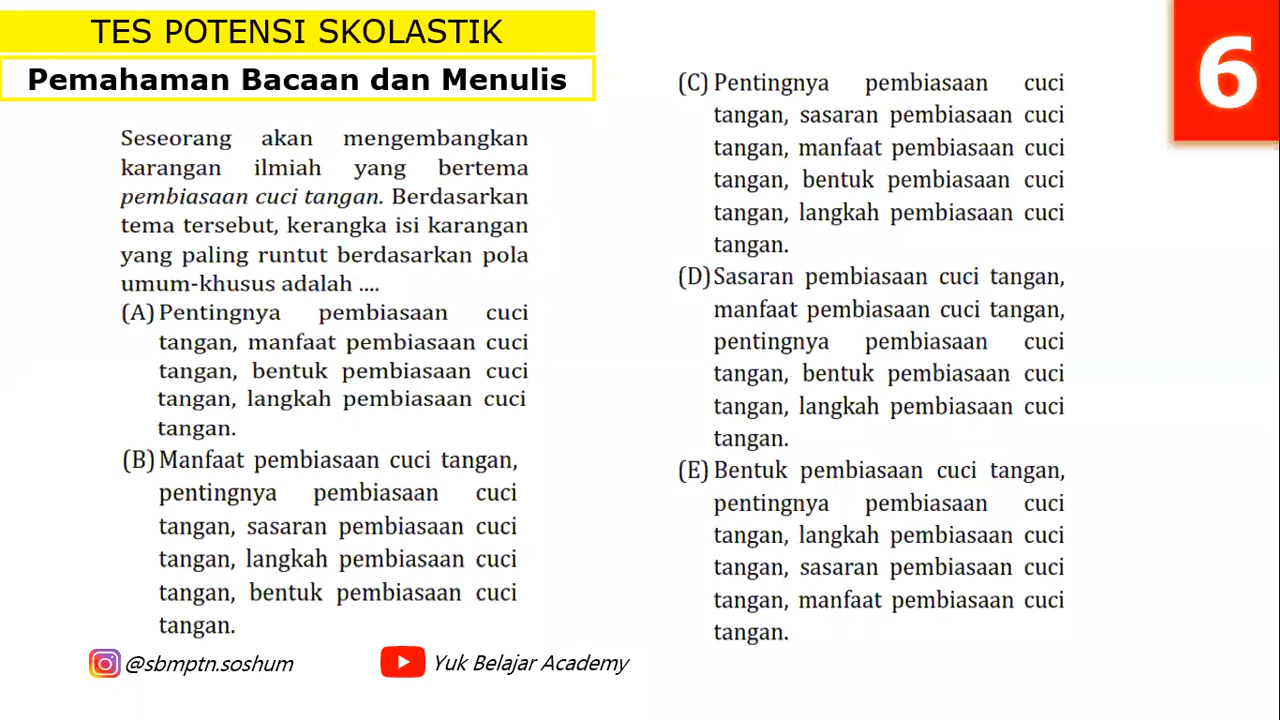 TES POTENSI SKOLASTIK
Pemahaman Bacaan dan Menulis
Seseorang akan mengembangkan
karangan ilmiah yang bertema
pembiasaan cuci tangan. Berdasarkan
tema tersebut, kerangka isi karangan
yang paling runtut berdasarkan pola
umum-khusus adalah ....
(A) Pentingnya pembiasaan cuci
tangan, manfaat pembiasaan cuci
tangan, bentuk pembiasaan cuci
tangan, langkah pembiasaan cuci
tangan.
(B) Manfaat pembiasaan cuci tangan,
pentingnya pembiasaan cuci
tangan, sasaran pembiasaan cuci
tangan, langkah pembiasaan cuci
tangan, bentuk pembiasaan cuci
tangan.
(C) Pentingnya pembiasaan cuci
tangan, sasaran pembiasaan cuci
tangan, manfaat pembiasaan cuci
tangan, bentuk pembiasaan cuci
tangan, langkah pembiasaan cuci
tangan.
(D) Sasaran pembiasaan cuci tangan,
manfaat pembiasaan cuci tangan,
pentingnya pembiasaan cuci
tangan, bentuk pembiasaan cuci
tangan, langkah pembiasaan cuci
tangan.
(E) Bentuk pembiasaan cuci tangan,
pentingnya pembiasaan cuci
tangan, langkah pembiasaan cuci
tangan, sasaran pembiasaan cuci
tangan, manfaat pembiasaan cuci
tangan.
6
@sbmptn.soshum
Yuk Belajar Academy